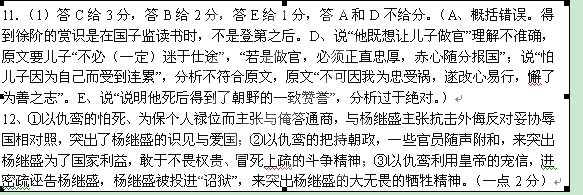 11.（1）答 C 给 3 分，答 B 给 2 分，答 E 给 1 分，答 A 和 D 不给分。（A、概括错误。得
到徐阶的赏识是在国子监读书时，不是登第之后。D、说“他既想让儿子做官”理解不准确，
原文要儿子“不必（一定）迷于仕途”，“若是做官，必须正直忠厚，赤心随分报国”；说“怕
儿子因为自己而受到连累”，分析不符合原文，原文“不可因我为忠受祸，遂改心易行，懈了
为善之志”。E、说“说明他死后得到了朝野的一致赞誉”，分析过于绝对。）
12、①以仇鸾的怕死、为保个人禄位而主张与俺答通商，与杨继盛主张抗击外侮反对妥协辱
国相对照，突出了杨继盛的识见与爱国；②以仇鸾的把持朝政，一些官员随声附和，来突出
杨继盛为了国家利益，敢于不畏权贵、冒死上疏的斗争精神；③以仇鸾利用皇帝的宠信，进
密疏诬告杨继盛，杨继盛被投进“诏狱”，来突出杨继盛的大无畏的牺牲精神。（一点 2 分）